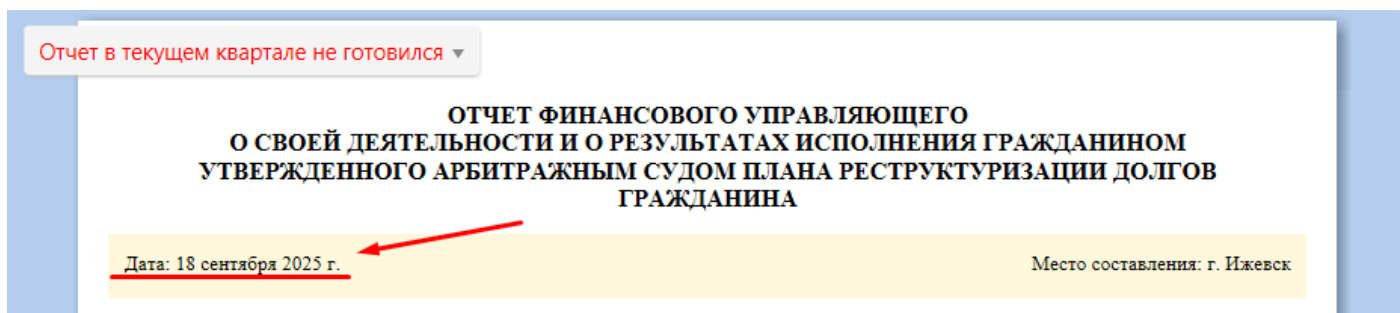 Отчет в текущем квартале не готовился
ОТЧЕТ ФИНАНСОВОГО УПРАВЛЯЮЩЕГО
О СВОЕЙ ДЕЯТЕЛЬНОСТИ И О РЕЗУЛЬТАТАХ ИСПОЛНЕНИЯ ГРАЖДАНИНОМ
УТВЕРЖДЕННОГО АРБИТРАЖНЫМ СУДОМ ПЛАНА РЕСТРУКТУРИЗАЦИИ ДОЛГОВ
ГРАЖДАНИНА
Дата: 18 сентября 2025 г.
Место составления: г. Ижевск